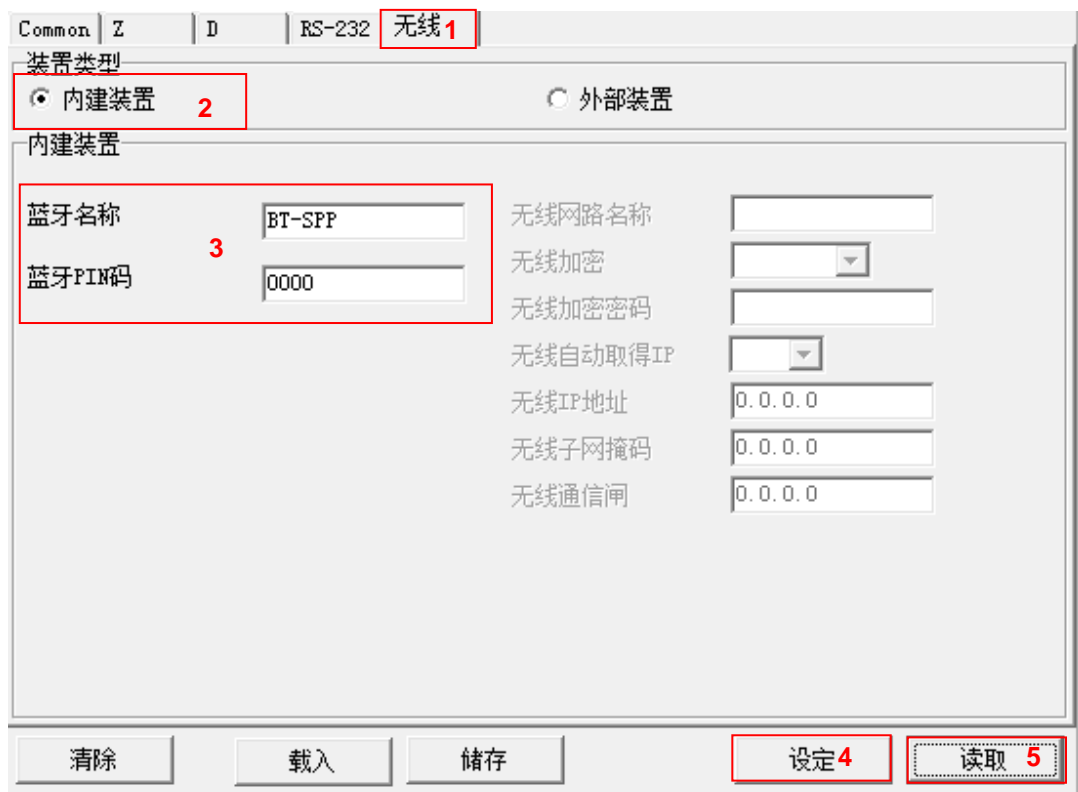 Common Z D RS-232 无线 1
装置类型
内建装置 2 外部装置
内建装置
蓝牙名称 BT-SPP
3
蓝牙PIN码 0000
无线网路名称
无线加密
无线加密密码
无线自动取得IP
无线IP地址 0.0.0.0
无线子网掩码 0.0.0.0
无线通信闸 0.0.0.0
清除 载入 储存 设定 4 读取 5